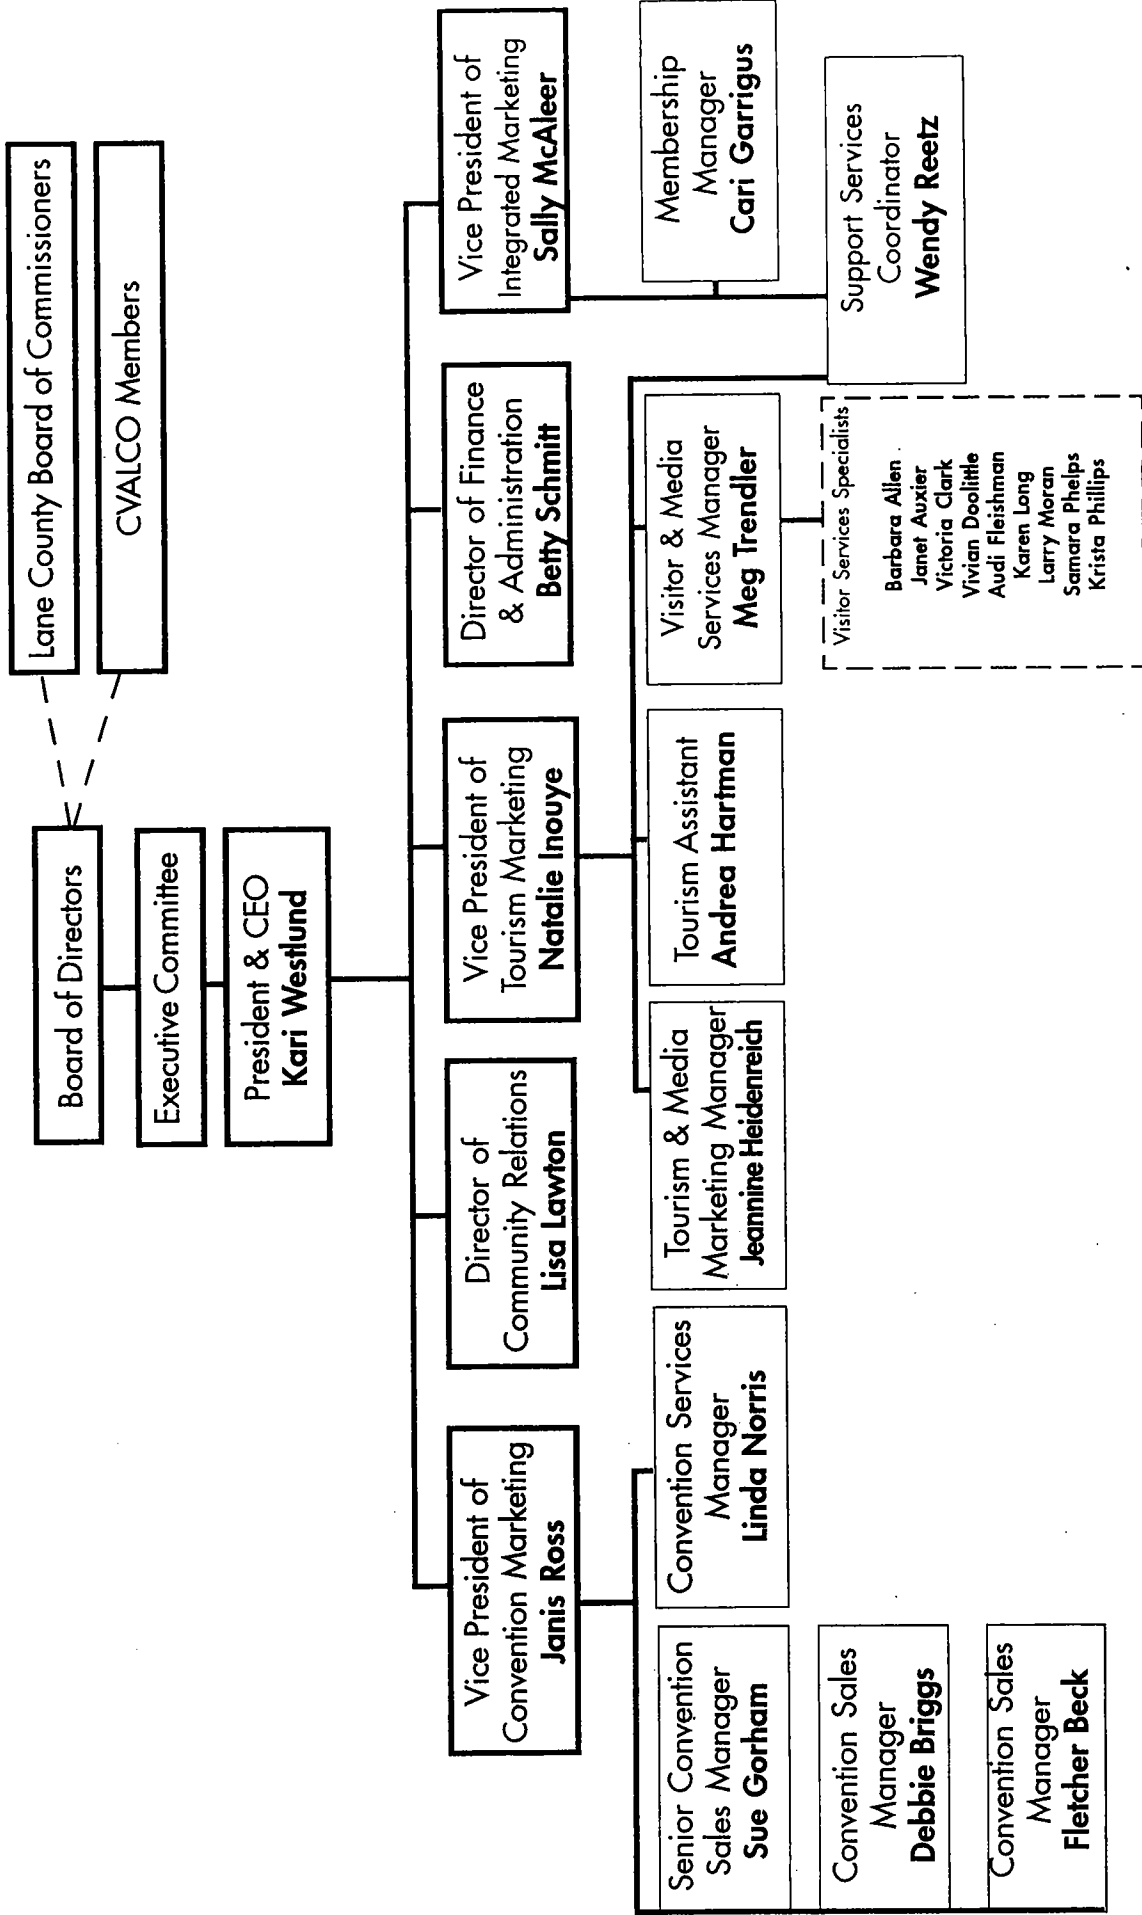 Lane County Board of Commissioners
CVALCO Members
Board of Directors
Executive Committee
President & CEO
Kari Westlund
Vice President of
Convention Marketing
Janis Ross
Director of
Community Relations
Lisa Lawton
Vice President of
Tourism Marketing
Natalie Inouye
Director of Finance
& Administration
Betty Schmitt
Vice President of
Integrated Marketing
Sally McAleer
Senior Convention
Sales Manager
Sue Gorham
Convention Services
Manager
Linda Norris
Tourism & Media
Marketing Manager
Jeannine Heidenreich
Tourism Assistant
Andrea Hartman
Visitor & Media
Services Manager
Meg Trendler
Membership
Manager
Cari Garrigus
Convention Sales
Manager
Debbie Briggs
Visitor Services Specialists
Barbara Allen
Janet Auxier
Victoria Clark
Vivian Doolittle
Audi Fleishman
Karen Long
Larry Moran
Samara Phelps
Krista Phillips
Support Services
Coordinator
Wendy Reetz
Convention Sales
Manager
Fletcher Beck